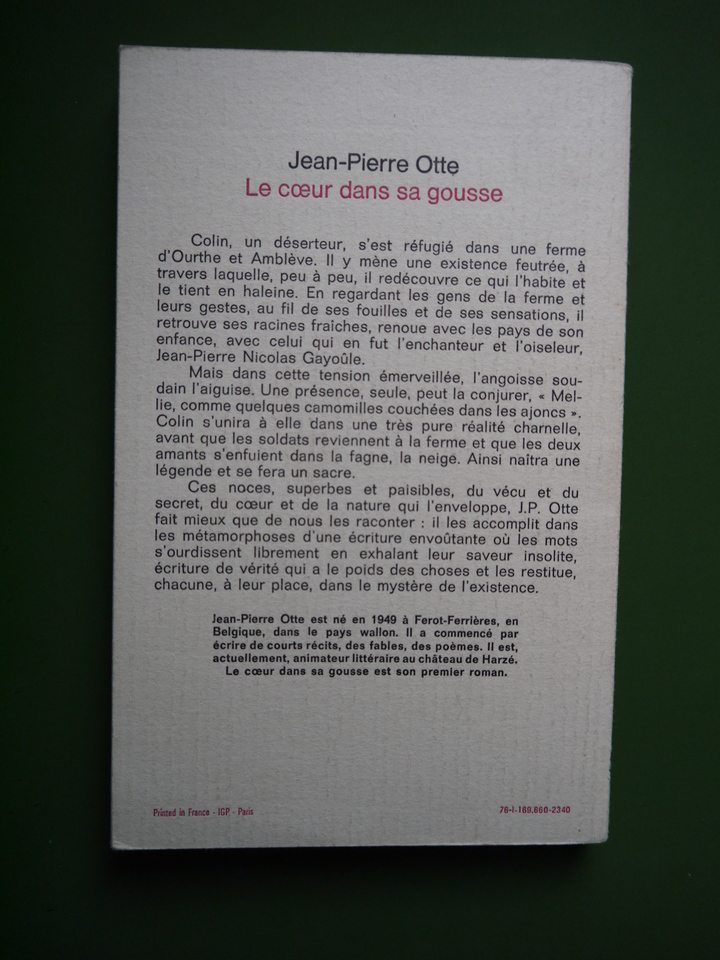 Jean-Pierre Otte
Le cœur dans sa gousse
Colin, un déserteur, s'est réfugié dans une ferme
d'Ourthe et Amblève. Il y mène une existence feutrée, à
travers laquelle, peu à peu, il redécouvre ce qui l'habite et
le tient en haleine. En regardant les gens de la ferme et
leurs gestes, au fil de ses fouilles et de ses sensations, il
retrouve ses racines fraîches, renoue avec les pays de son
enfance, avec celui qui en fut l'enchanteur et l'oiseleur,
Jean-Pierre Nicolas Gayoûle.
Mais dans cette tension émerveillée, l'angoisse sou-
dain l'aiguise. Une présence, seule, peut la conjurer, « Mel-
lie, comme quelques camomilles couchées dans les ajoncs ».
Colin s'unira à elle dans une très pure réalité charnelle,
avant que les soldats reviennent à la ferme et que les deux
amants s'enfuient dans la fagne, la neige. Ainsi naîtra une
légende et se fera un sacre.
Ces noces, superbes et paisibles, du vécu et du
secret, du cœur et de la nature qui l'enveloppe, J.P. Otte
fait mieux que de nous les raconter : il les accomplit dans
les métamorphoses d'une écriture envoûtante où les mots
s'ourdissent librement en exhalant leur saveur insolite,
écriture de vérité qui a le poids des choses et les restitue,
chacune, à leur place, dans le mystère de l'existence.
Jean-Pierre Otte est né en 1949 à Ferot-Ferrières, en
Belgique, dans le pays wallon. Il a commencé par
écrire de courts récits, des fables, des poèmes. Il est,
actuellement, animateur littéraire au château de Harzé.
Le cœur dans sa gousse est son premier roman.
Printed in France - IGP - Paris
76-I-169.660-2340